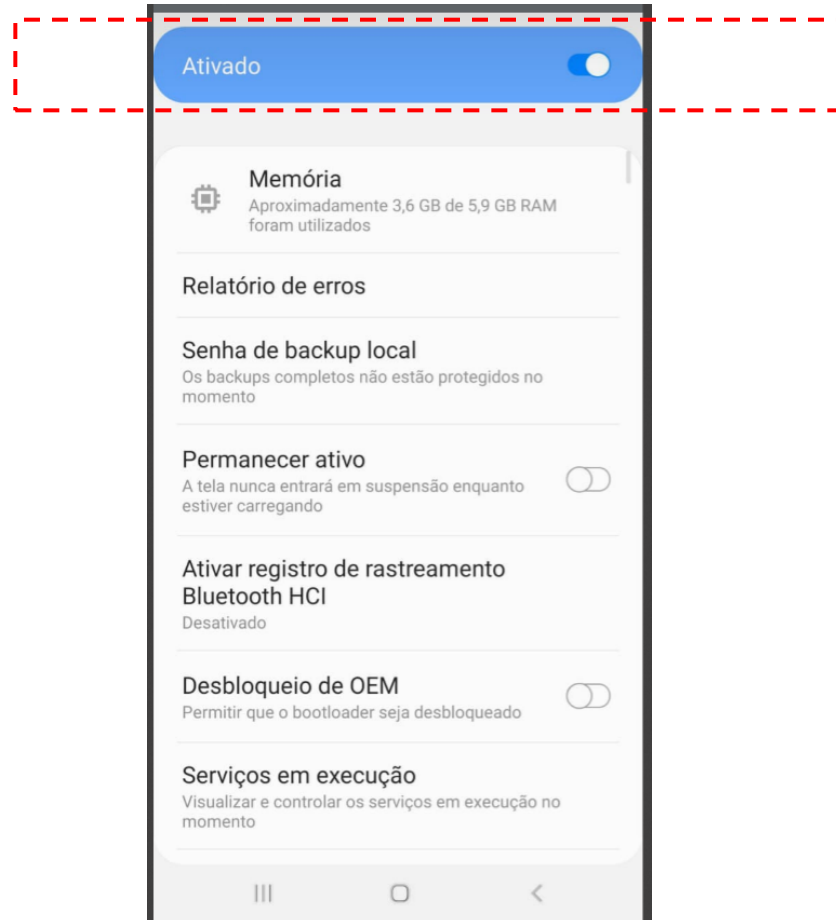 Ativado
Memória
Aproximadamente 3,6 GB de 5,9 GB RAM
foram utilizados
Relatório de erros
Senha de backup local
Os backups completos não estão protegidos no
momento
Permanecer ativo
A tela nunca entrará em suspensão enquanto
estiver carregando
Ativar registro de rastreamento
Bluetooth HCI
Desativado
Desbloqueio de OEM
Permitir que o bootloader seja desbloqueado
Serviços em execução
Visualizar e controlar os serviços em execução no
momento